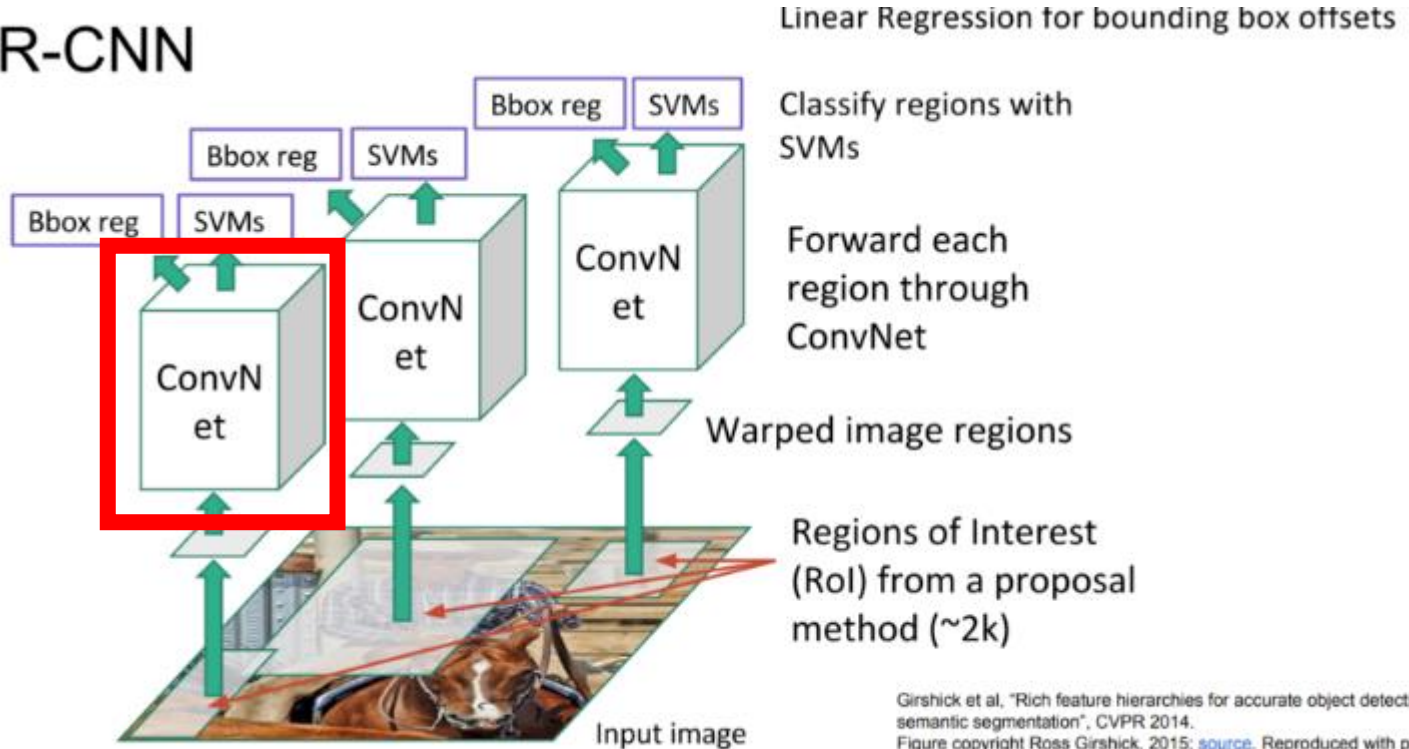 Linear Regression for bounding box offsets
R-CNN
Bbox reg
SVMs
Classify regions with
SVMs
Bbox reg
SVMs
Bbox reg
SVMs
Forward each
region through
ConvNet
ConvN
et
ConvN
et
ConvN
et
Warped image regions
Regions of Interest
(RoI) from a proposal
method (~2k)
Input image
Girshick et al, "Rich feature hierarchies for accurate object detect
semantic segmentation", CVPR 2014.
Figure copyright Ross Girshick, 2015; source. Reproduced with p